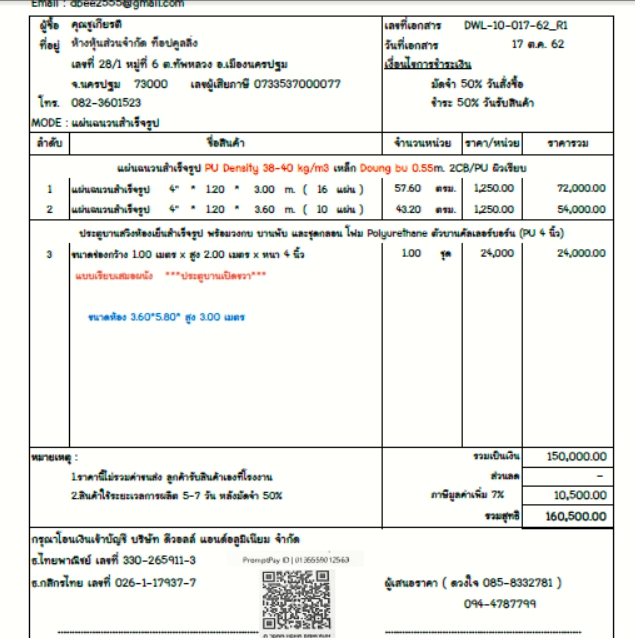 Email : dbee2555@gmail.com
ผู้ซื้อ คุณชูเกียรติ เลขที่เอกสาร DWL-10-017-62_R1
ที่อยู่ ห้างหุ้นส่วนจำกัด ท็อปคูลลิ่ง วันที่เอกสาร 17 ต.ค. 62
เลขที่ 28/1 หมู่ที่ 6 ต.ทัพหลวง อ.เมืองนครปฐม เงื่อนไขการชำระเงิน
จ.นครปฐม 73000 เลขผู้เสียภาษี 0733537000077 มัดจำ 50% วันสั่งซื้อ
โทร. 082-3601523 ชำระ 50% วันรับสินค้า
MODE : แผ่นฉนวนสำเร็จรูป
ลำดับ ชื่อสินค้า จำนวนหน่วย ราคา/หน่วย ราคารวม
แผ่นฉนวนสำเร็จรูป PU Density 38-40 kg/m3 เหล็ก Doung bu 0.55m. 2CB/PU ผิวเรียบ
1 แผ่นฉนวนสำเร็จรูป 4" * 1.20 * 3.00 m. ( 16 แผ่น ) 57.60 ตรม. 1,250.00 72,000.00
2 แผ่นฉนวนสำเร็จรูป 4" * 1.20 * 3.60 m. ( 10 แผ่น ) 43.20 ตรม. 1,250.00 54,000.00
ประตูบานสวิงห้องเย็นสำเร็จรูป พร้อมวงกบ บานพับ และชุดกลอน โฟม Polyurethane ตัวบานคัลเลอร์บอร์น (PU 4 นิ้ว)
3 ขนาดช่องกว้าง 1.00 เมตร x สูง 2.00 เมตร x หนา 4 นิ้ว 1.00 ชุด 24,000 24,000.00
แบบเรียบเสมอผนัง ***ประตูบานเปิดขวา***
ขนาดห้อง 3.60*5.80* สูง 3.00 เมตร
หมายเหตุ : รวมเป็นเงิน 150,000.00
1.ราคานี้ไม่รวมค่าขนส่ง ลูกค้ารับสินค้าเองที่โรงงาน ส่วนลด -
2.สินค้าใช้ระยะเวลาการผลิต 5-7 วัน หลังมัดจำ 50% ภาษีมูลค่าเพิ่ม 7% 10,500.00
รวมสุทธิ 160,500.00
กรุณาโอนเงินเข้าบัญชี บริษัท ดีวอลล์ แอนด์อลูมิเนียม จำกัด
ธ.ไทยพาณิชย์ เลขที่ 330-265911-3 PromptPay ID | 0135559012563
ธ.กสิกรไทย เลขที่ 026-1-17937-7 ผู้เสนอราคา ( ดวงใจ 085-8332781 )
094-4787799